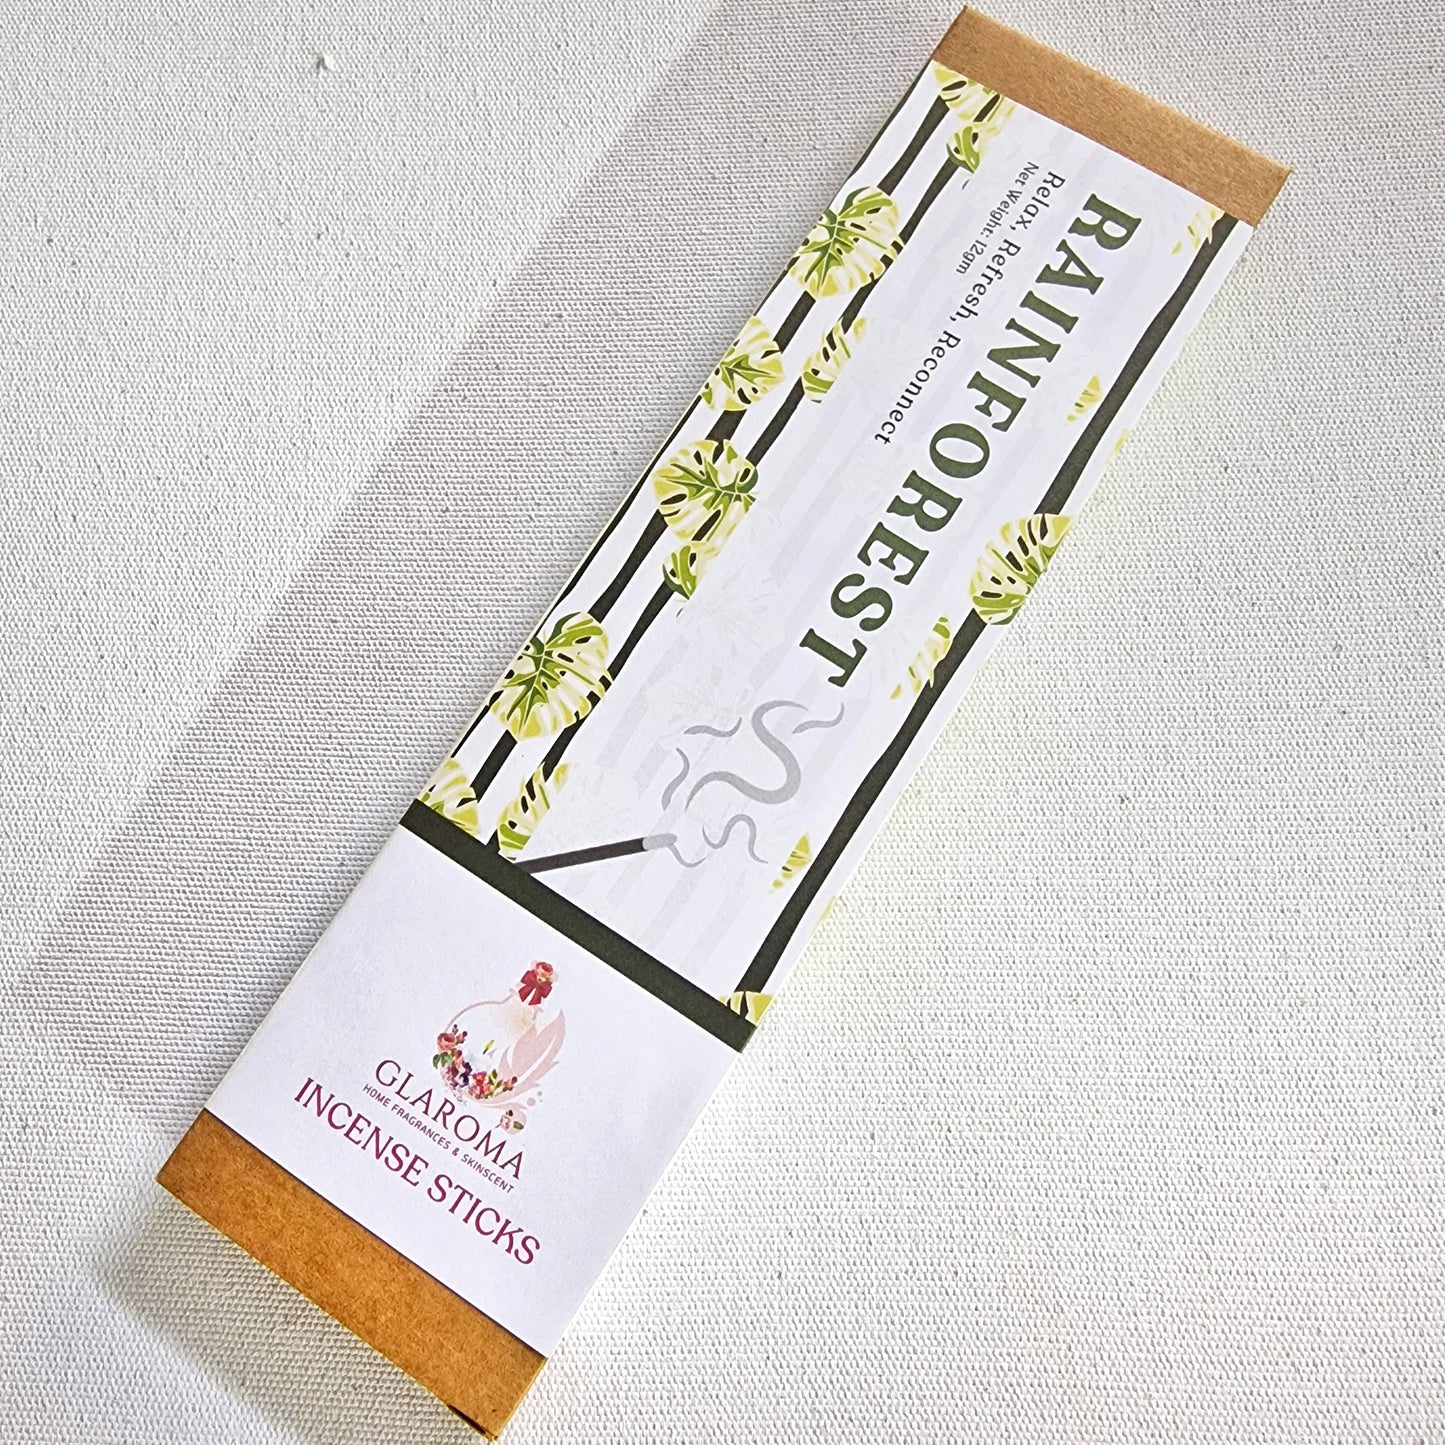 RAINFOREST
Relax, Refresh, Reconnect
Net Weight: 12gm
GLAROMA
HOME FRAGRANCES & SKINSCENT
INCENSE STICKS